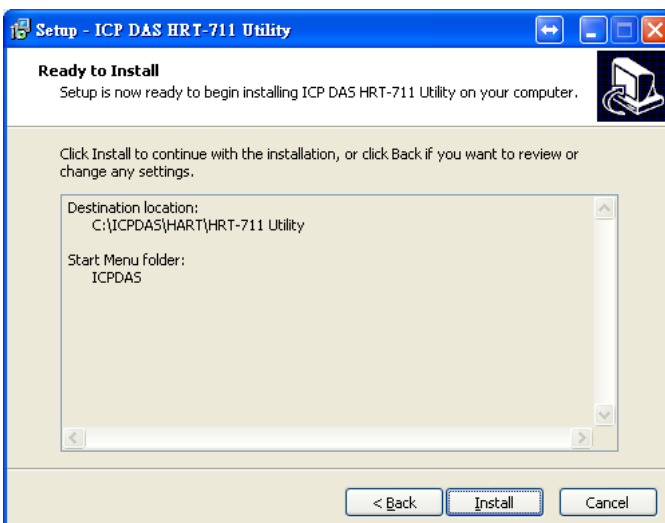 Setup - ICP DAS HRT-711 Utility
Ready to Install
Setup is now ready to begin installing ICP DAS HRT-711 Utility on your computer.
Click Install to continue with the installation, or click Back if you want to review or
change any settings.
Destination location:
C:\ICPDAS\HART\HRT-711 Utility
Start Menu folder:
ICPDAS
< Back
Install
Cancel